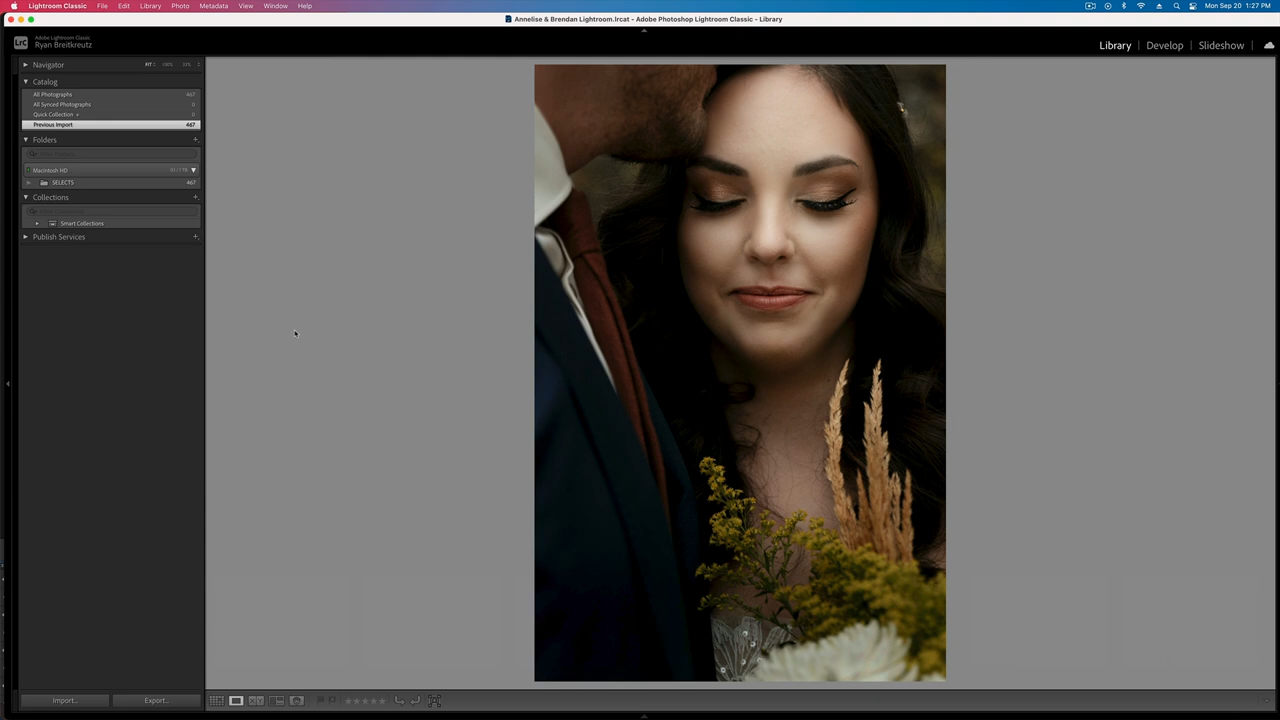 Lightroom Classic File Edit Library Photo Metadata View Window Help Mon Sep 20 1:27 PM
Annelise & Brendan Lightroom.lrcat - Adobe Photoshop Lightroom Classic - Library
LrC Adobe Lightroom Classic
Ryan Breitkreutz
Library | Develop | Slideshow |
Navigator FIT
Catalog
All Photographs 467
All Synced Photographs 0
Quick Collection + 0
Previous Import 467
Folders +
Macintosh HD
SELECTS 467
Collections +
Smart Collections
Publish Services +
Import... Export...